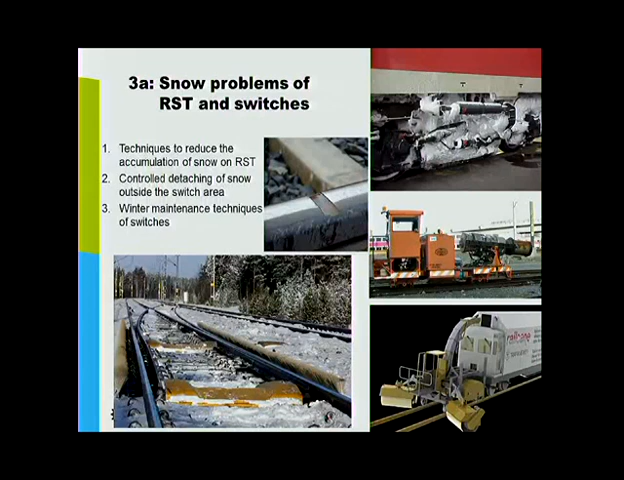 3a: Snow problems of
RST and switches
1. Techniques to reduce the
accumulation of snow on RST
2. Controlled detaching of snow
outside the switch area
3. Winter maintenance techniques
of switches
railcare